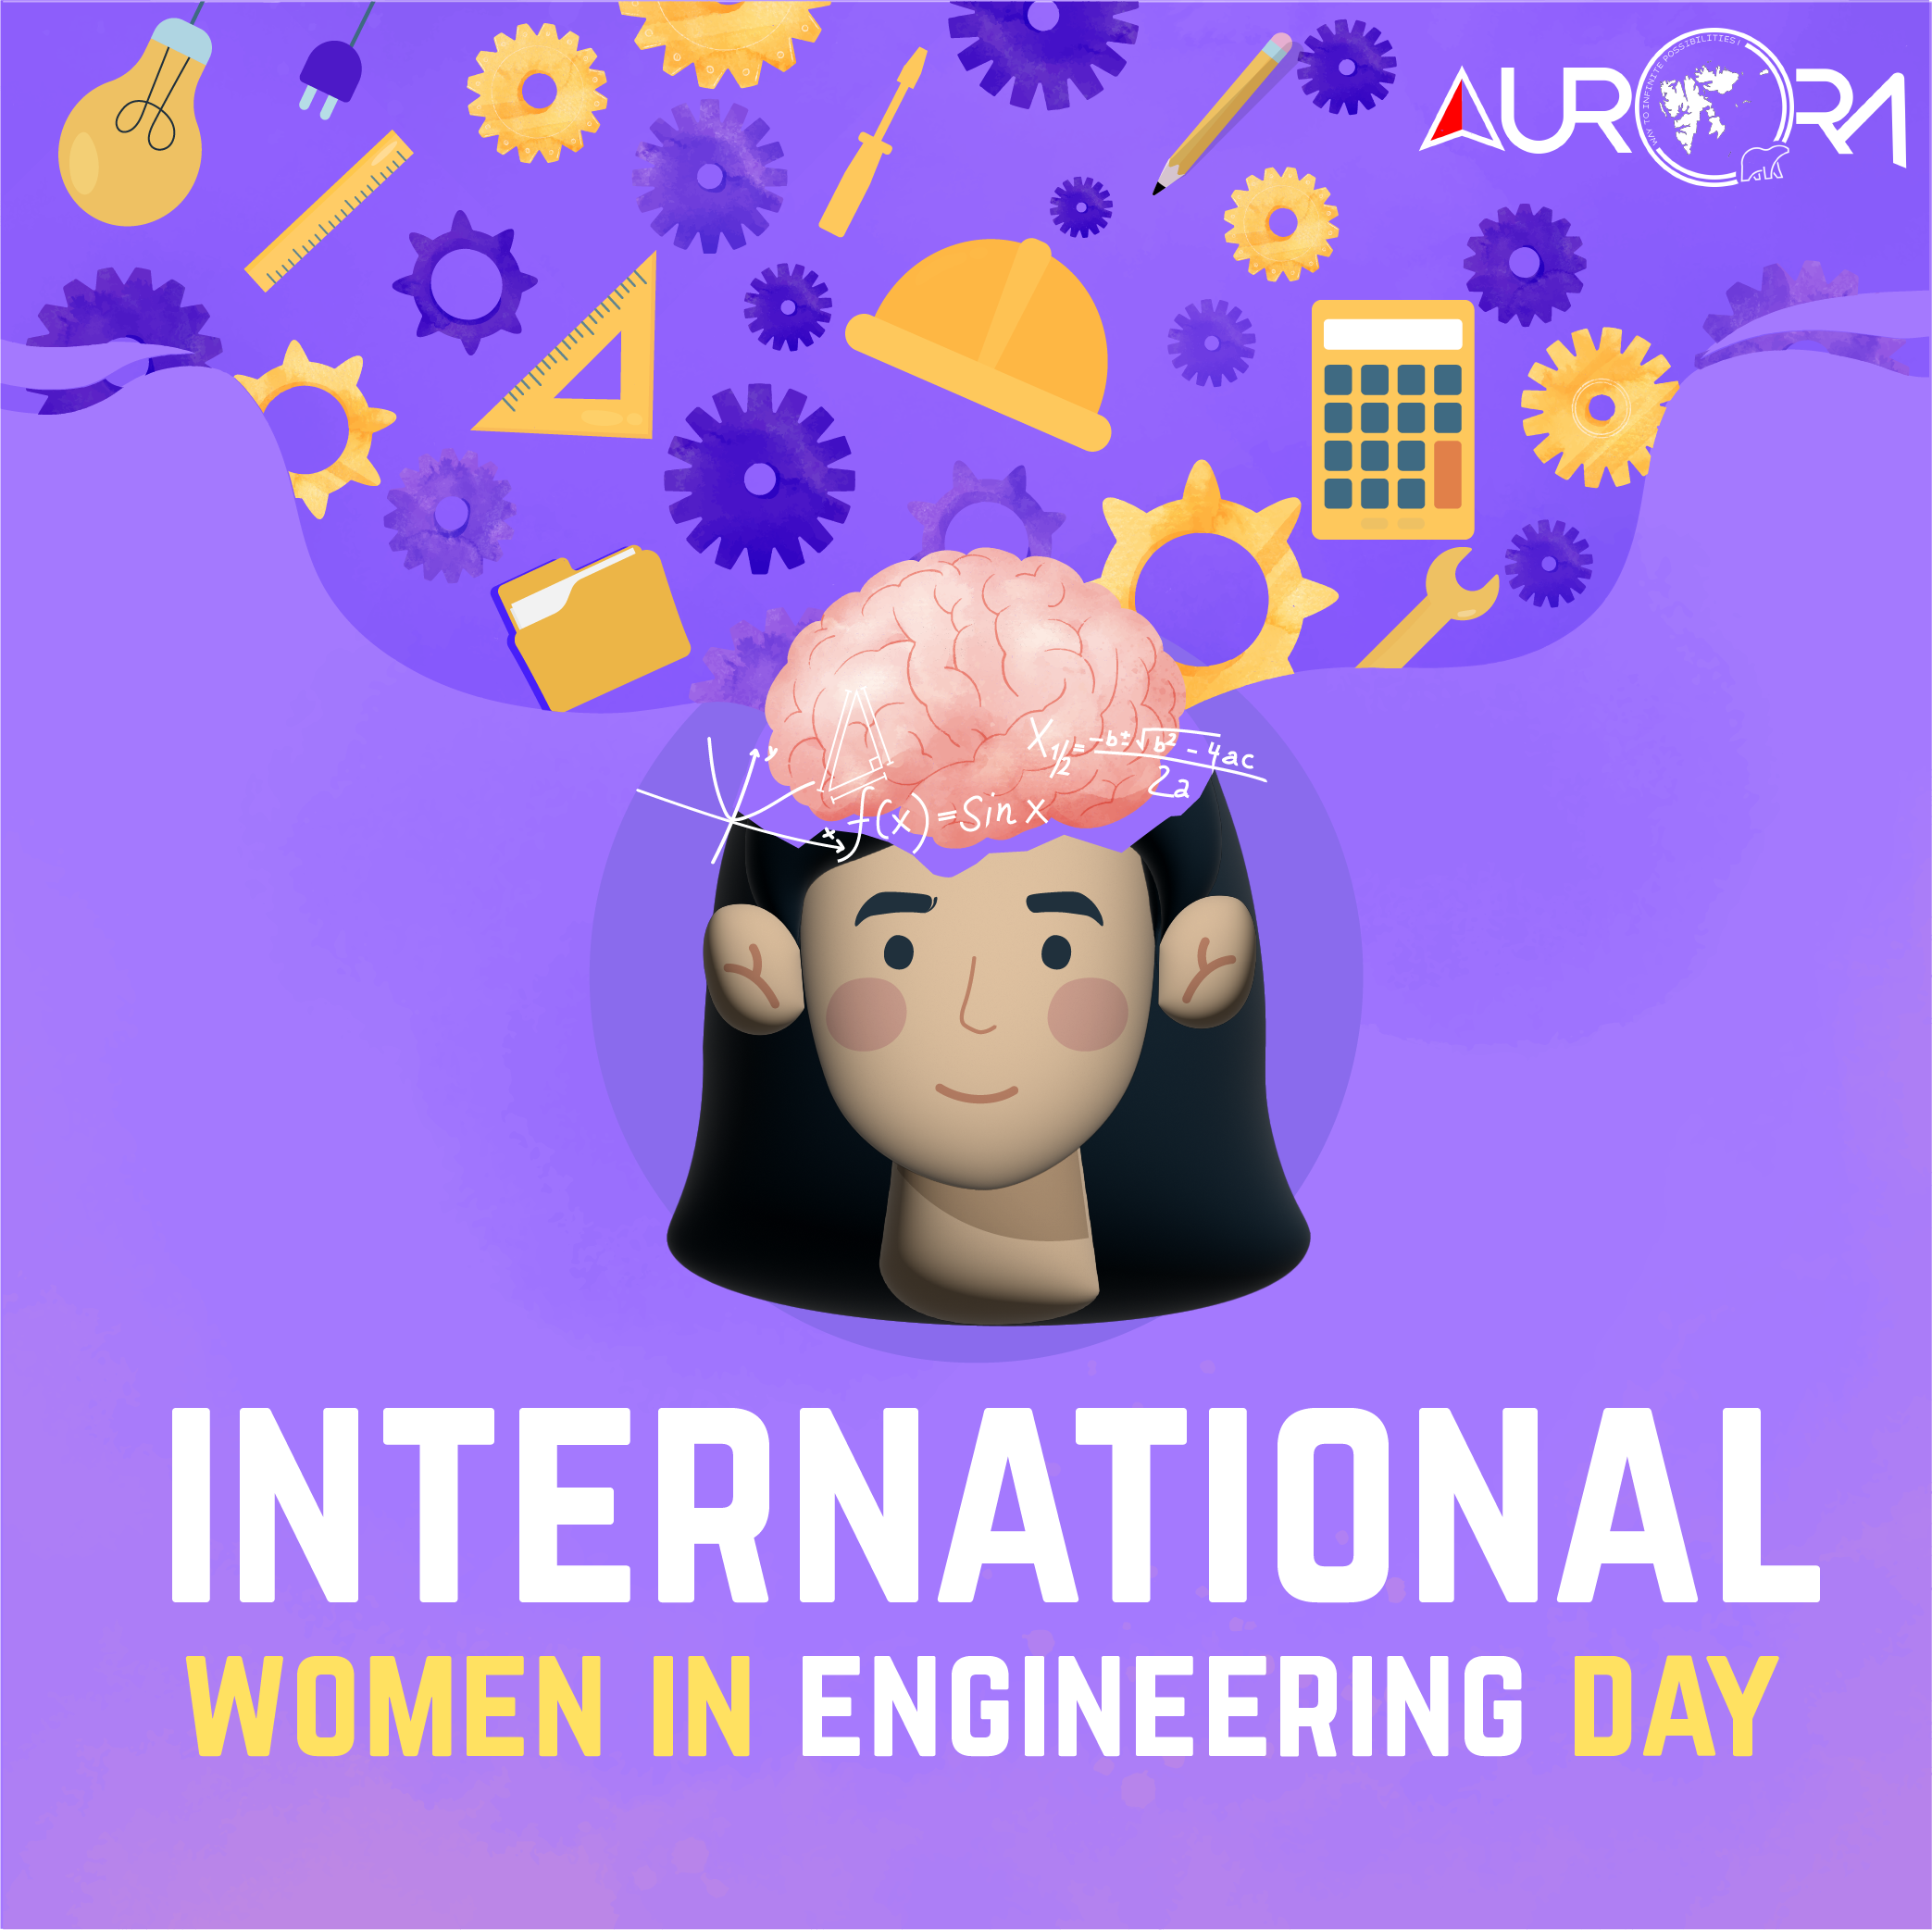 AURORA
WAY TO INFINITE POSSIBILITIES!
y
x
f(x)=Sin x
X1/2=-b±√b²-4ac
2a
INTERNATIONAL
WOMEN IN ENGINEERING DAY